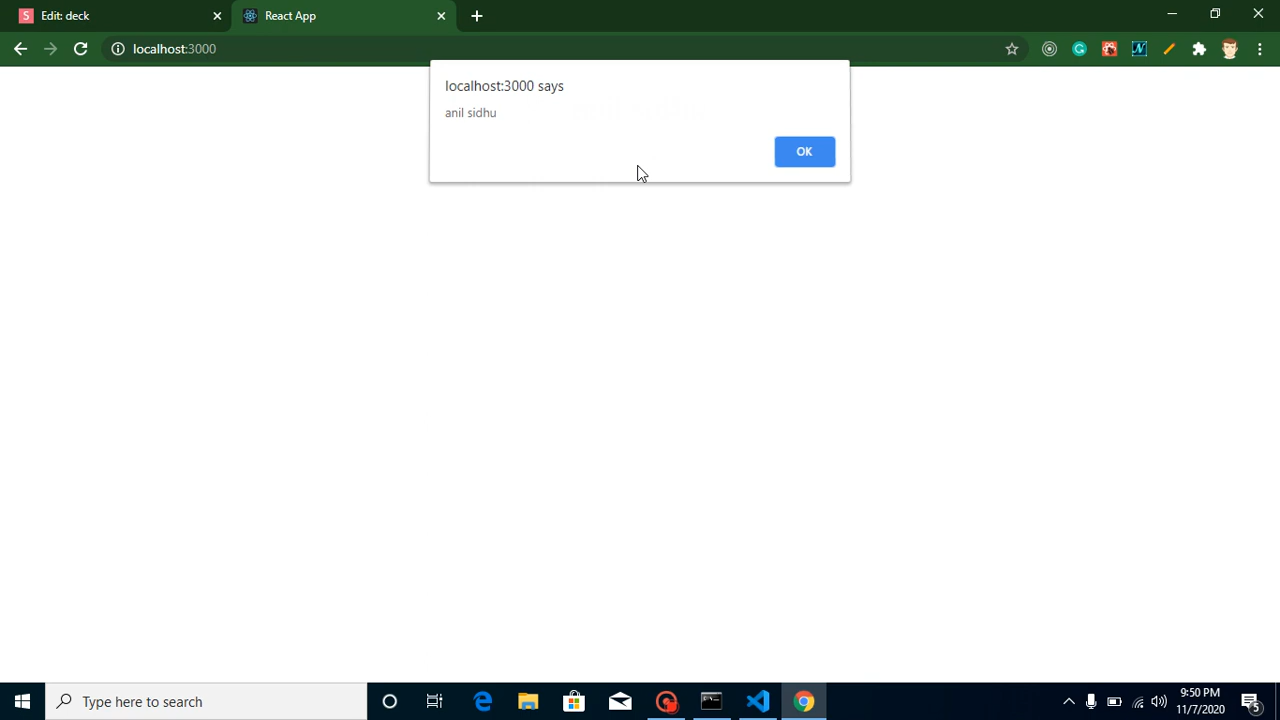 S Edit: deck
React App
localhost:3000
localhost:3000 says
anil sidhu
OK
Type here to search
9:50 PM
11/7/2020
5